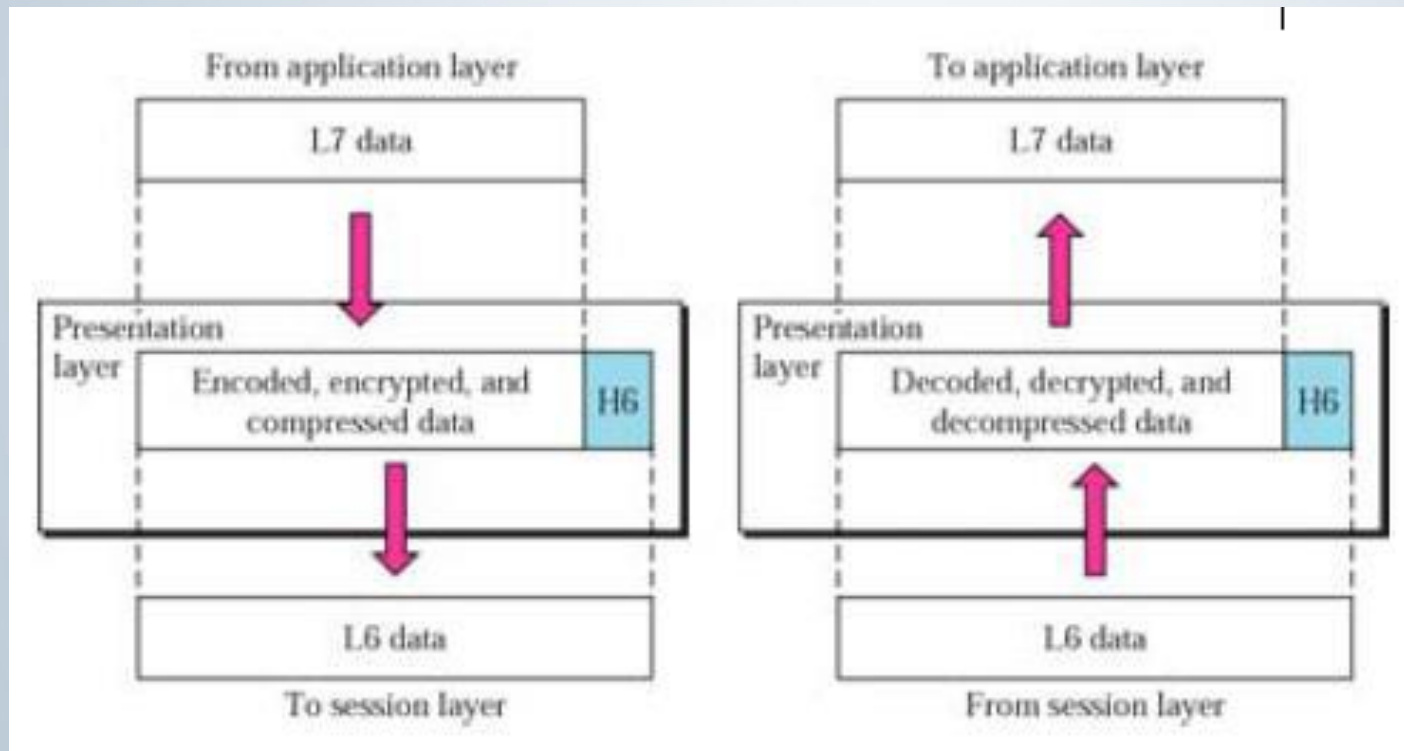 From application layer
L7 data
Presentation
layer
Encoded, encrypted, and
compressed data
H6
L6 data
To session layer
To application layer
L7 data
Presentation
layer
Decoded, decrypted, and
decompressed data
H6
L6 data
From session layer